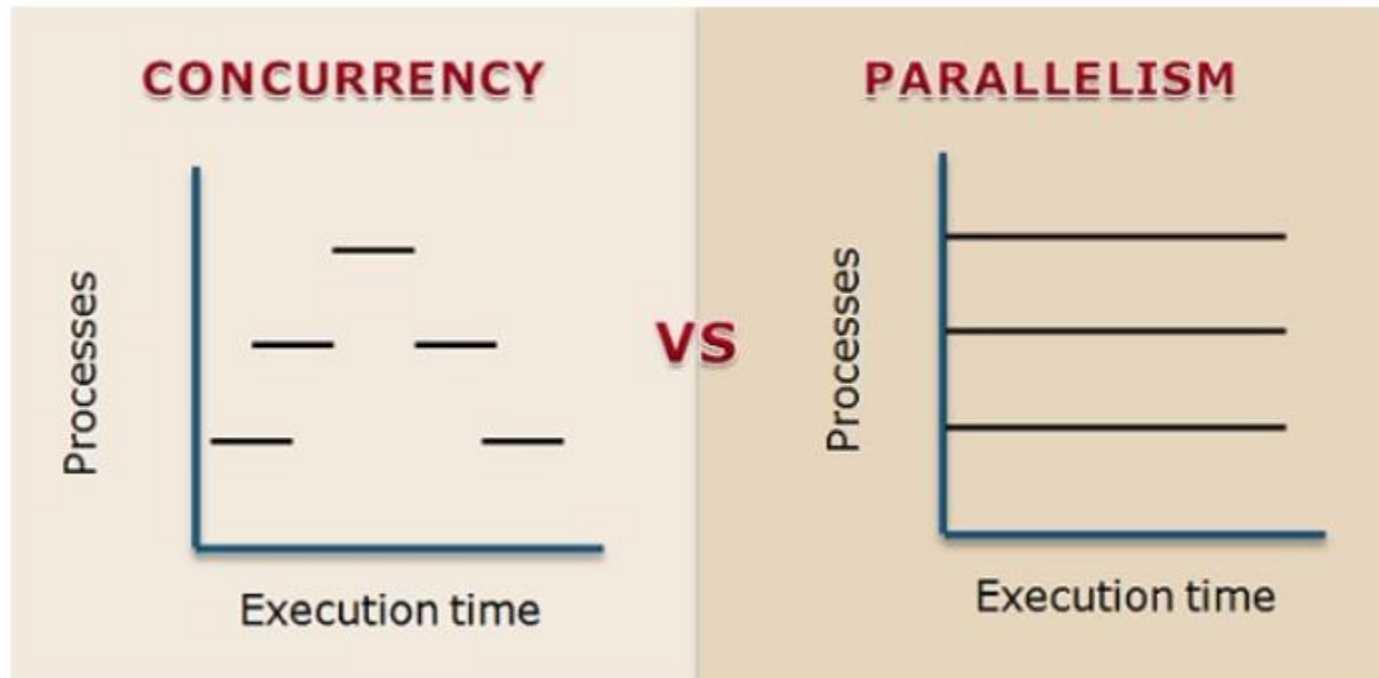 CONCURRENCY
Processes
Execution time
VS
PARALLELISM
Processes
Execution time